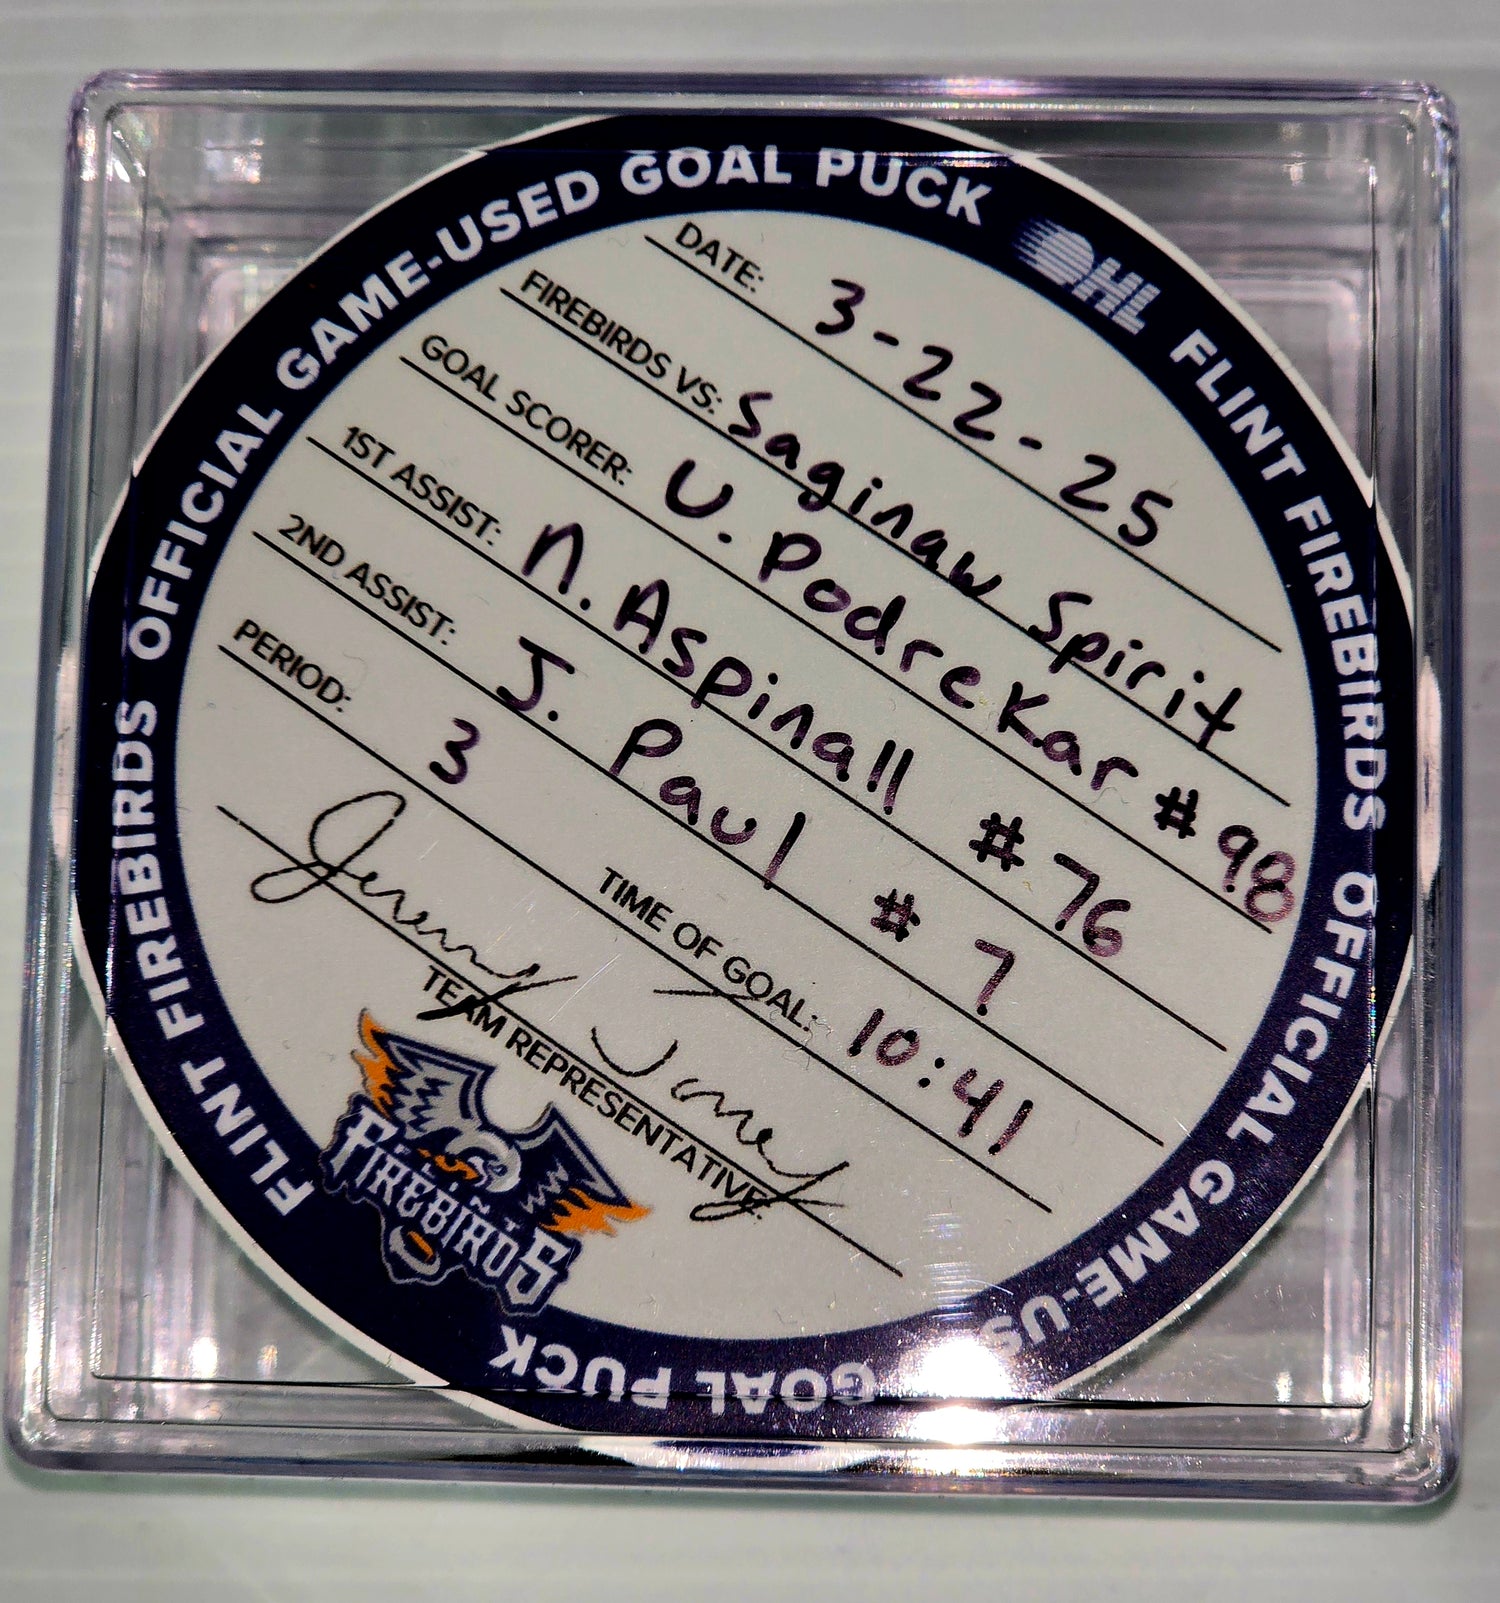 FLINT FIREBIRDS OFFICIAL GAME-USED GOAL PUCK
OHL FLINT FIREBIRDS OFFICIAL GAME-US GOAL PUCK
DATE: 3-22-25
FIREBIRDS VS: Saginaw Spirit
GOAL SCORER: U. Podrekar #98
1ST ASSIST: N. Aspinall #76
2ND ASSIST: J. Paul #7
PERIOD: 3 TIME OF GOAL: 10:41
TEAM REPRESENTATIVE:
FLINT
FIREBIRDS